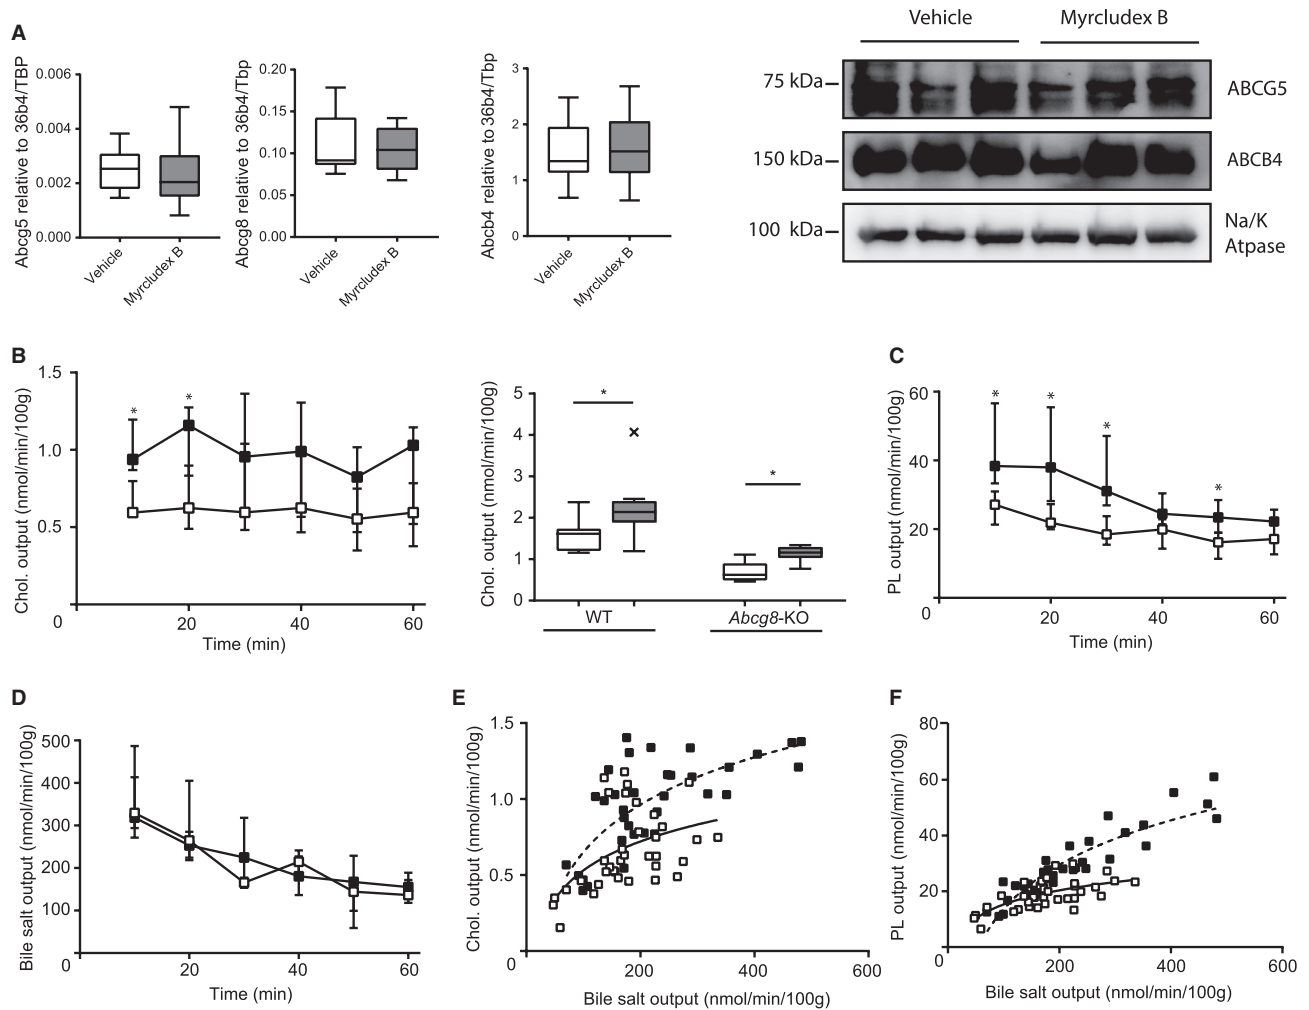 A
Abcg5 relative to 36b4/TBP
0.006
0.004
0.002
0.000
Vehicle
Myrcludex B
Abcg8 relative to 36b4/Tbp
0.20
0.15
0.10
0.05
0.00
Vehicle
Myrcludex B
Abcb4 relative to 36b4/Tbp
3
2
1
0
Vehicle
Myrcludex B
Vehicle
Myrcludex B
75 kDa
ABCG5
150 kDa
ABCB4
100 kDa
Na/K
Atpase
B
Chol. output (nmol/min/100g)
1.5
1.0
0.5
0
20
40
60
Time (min)
*
*
Chol. output (nmol/min/100g)
5
4
3
2
1
0
*
*
WT
Abcg8-KO
C
PL output (nmol/min/100g)
60
40
20
0
*
*
*
*
20
40
60
Time (min)
D
Bile salt output (nmol/min/100g)
500
400
300
200
100
0
20
40
60
Time (min)
E
Chol. output (nmol/min/100g)
1.5
1.0
0.5
0
200
400
600
Bile salt output (nmol/min/100g)
F
PL output (nmol/min/100g)
80
60
40
20
0
200
400
600
Bile salt output (nmol/min/100g)